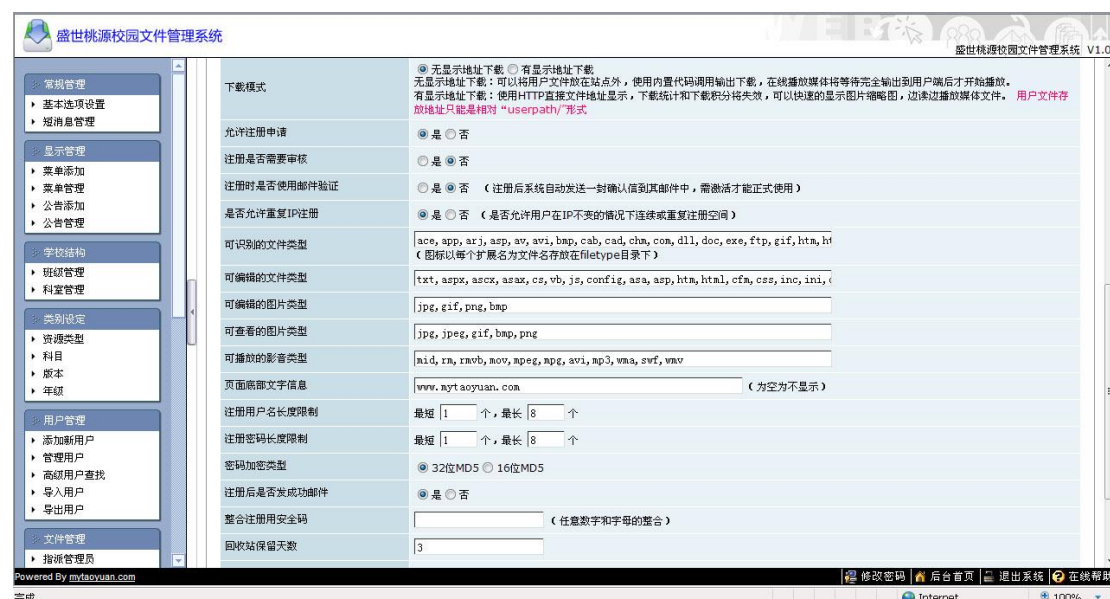 盛世桃源校园文件管理系统
盛世桃源校园文件管理系统 V1.0
常规管理
基本选项设置
短消息管理
显示管理
菜单添加
菜单管理
公告添加
公告管理
学校结构
班级管理
科室管理
类别设定
资源类型
科目
版本
年级
用户管理
添加新用户
管理用户
高级用户查找
导入用户
导出用户
文件管理
指派管理员
下载模式
无显示地址下载 有显示地址下载
无显示地址下载：可以将用户文件放在站点外，使用内置代码调用输出下载，在线播放媒体将等待完全输出到用户端后才开始播放。
有显示地址下载：使用HTTP直接文件地址显示，下载统计和下载积分将失效，可以快速的显示图片缩略图，边读边播放媒体文件。 用户文件存
放地址只能是相对“userpath/”形式
允许注册申请 是 否
注册是否需要审核 是 否
注册时是否使用邮件验证 是 否 （注册后系统自动发送一封确认信到其邮件中，需激活才能正式使用）
是否允许重复IP注册 是 否 （是否允许用户在IP不变的情况下连续或重复注册空间）
可识别的文件类型 ace, app, arj, asp, av, avi, bmp, cab, cad, chm, com, dll, doc, exe, ftp, gif, htm, ht
（图标以每个扩展名为文件名存放在filetype目录下）
可编辑的文件类型 txt, aspx, ascx, asax, cs, vb, js, config, asa, asp, htm, html, cfm, css, inc, ini,
可编辑的图片类型 jpg, gif, png, bmp
可查看的图片类型 jpg, jpeg, gif, bmp, png
可播放的影音类型 mid, rm, rmvb, mov, mpeg, mpg, avi, mp3, wma, swf, wmv
页面底部文字信息 www.mytaoyuan.com （为空为不显示）
注册用户名长度限制 最短 1 个，最长 8 个
注册密码长度限制 最短 1 个，最长 8 个
密码加密类型 32位MD5 16位MD5
注册后是否发成功邮件 是 否
整合注册用安全码 （任意数字和字母的整合）
回收站保留天数 3
Powered By mytaoyuan.com
修改密码 后台首页 退出系统 在线帮助
完成 Internet 100%